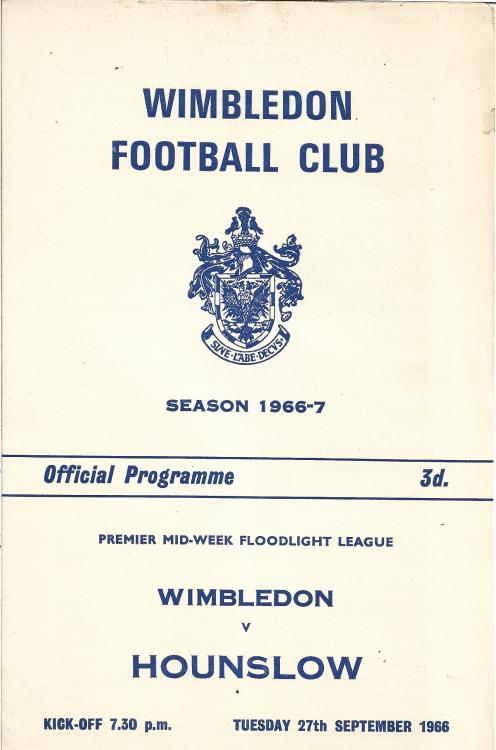 WIMBLEDON
FOOTBALL CLUB
SINE·LABE·DECVS·
SEASON 1966-7
Official Programme 3d.
PREMIER MID-WEEK FLOODLIGHT LEAGUE
WIMBLEDON
v
HOUNSLOW
KICK-OFF 7.30 p.m. TUESDAY 27th SEPTEMBER 1966